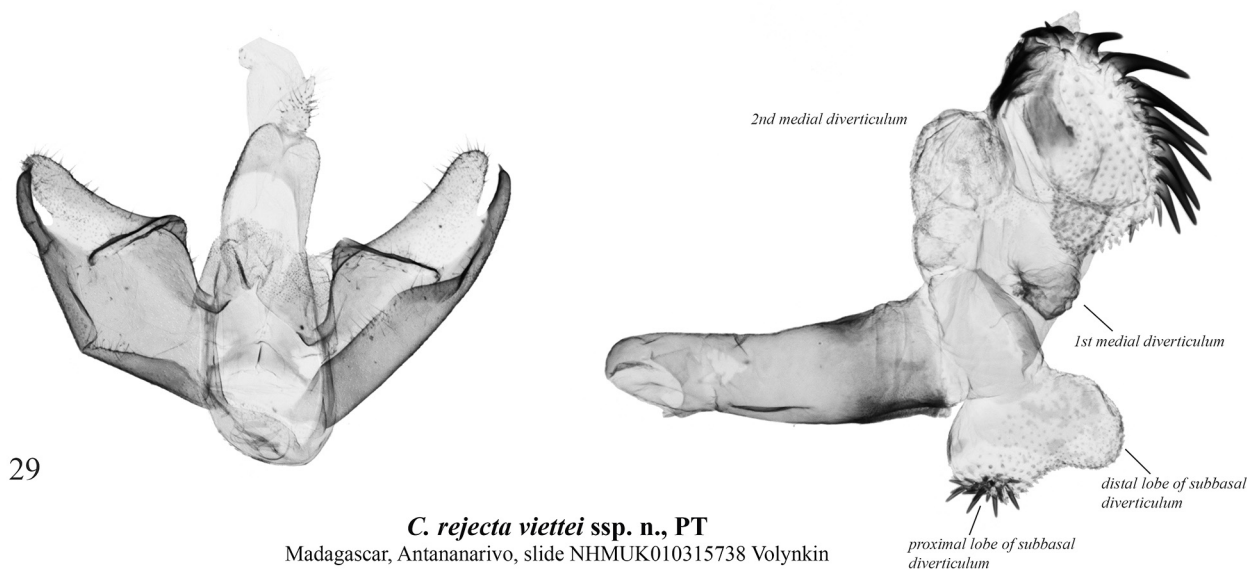 2nd medial diverticulum
1st medial diverticulum
29
distal lobe of subbasal
diverticulum
C. rejecta viettei ssp. n., PT
Madagascar, Antananarivo, slide NHMUK010315738 Volynkin
proximal lobe of subbasal
diverticulum